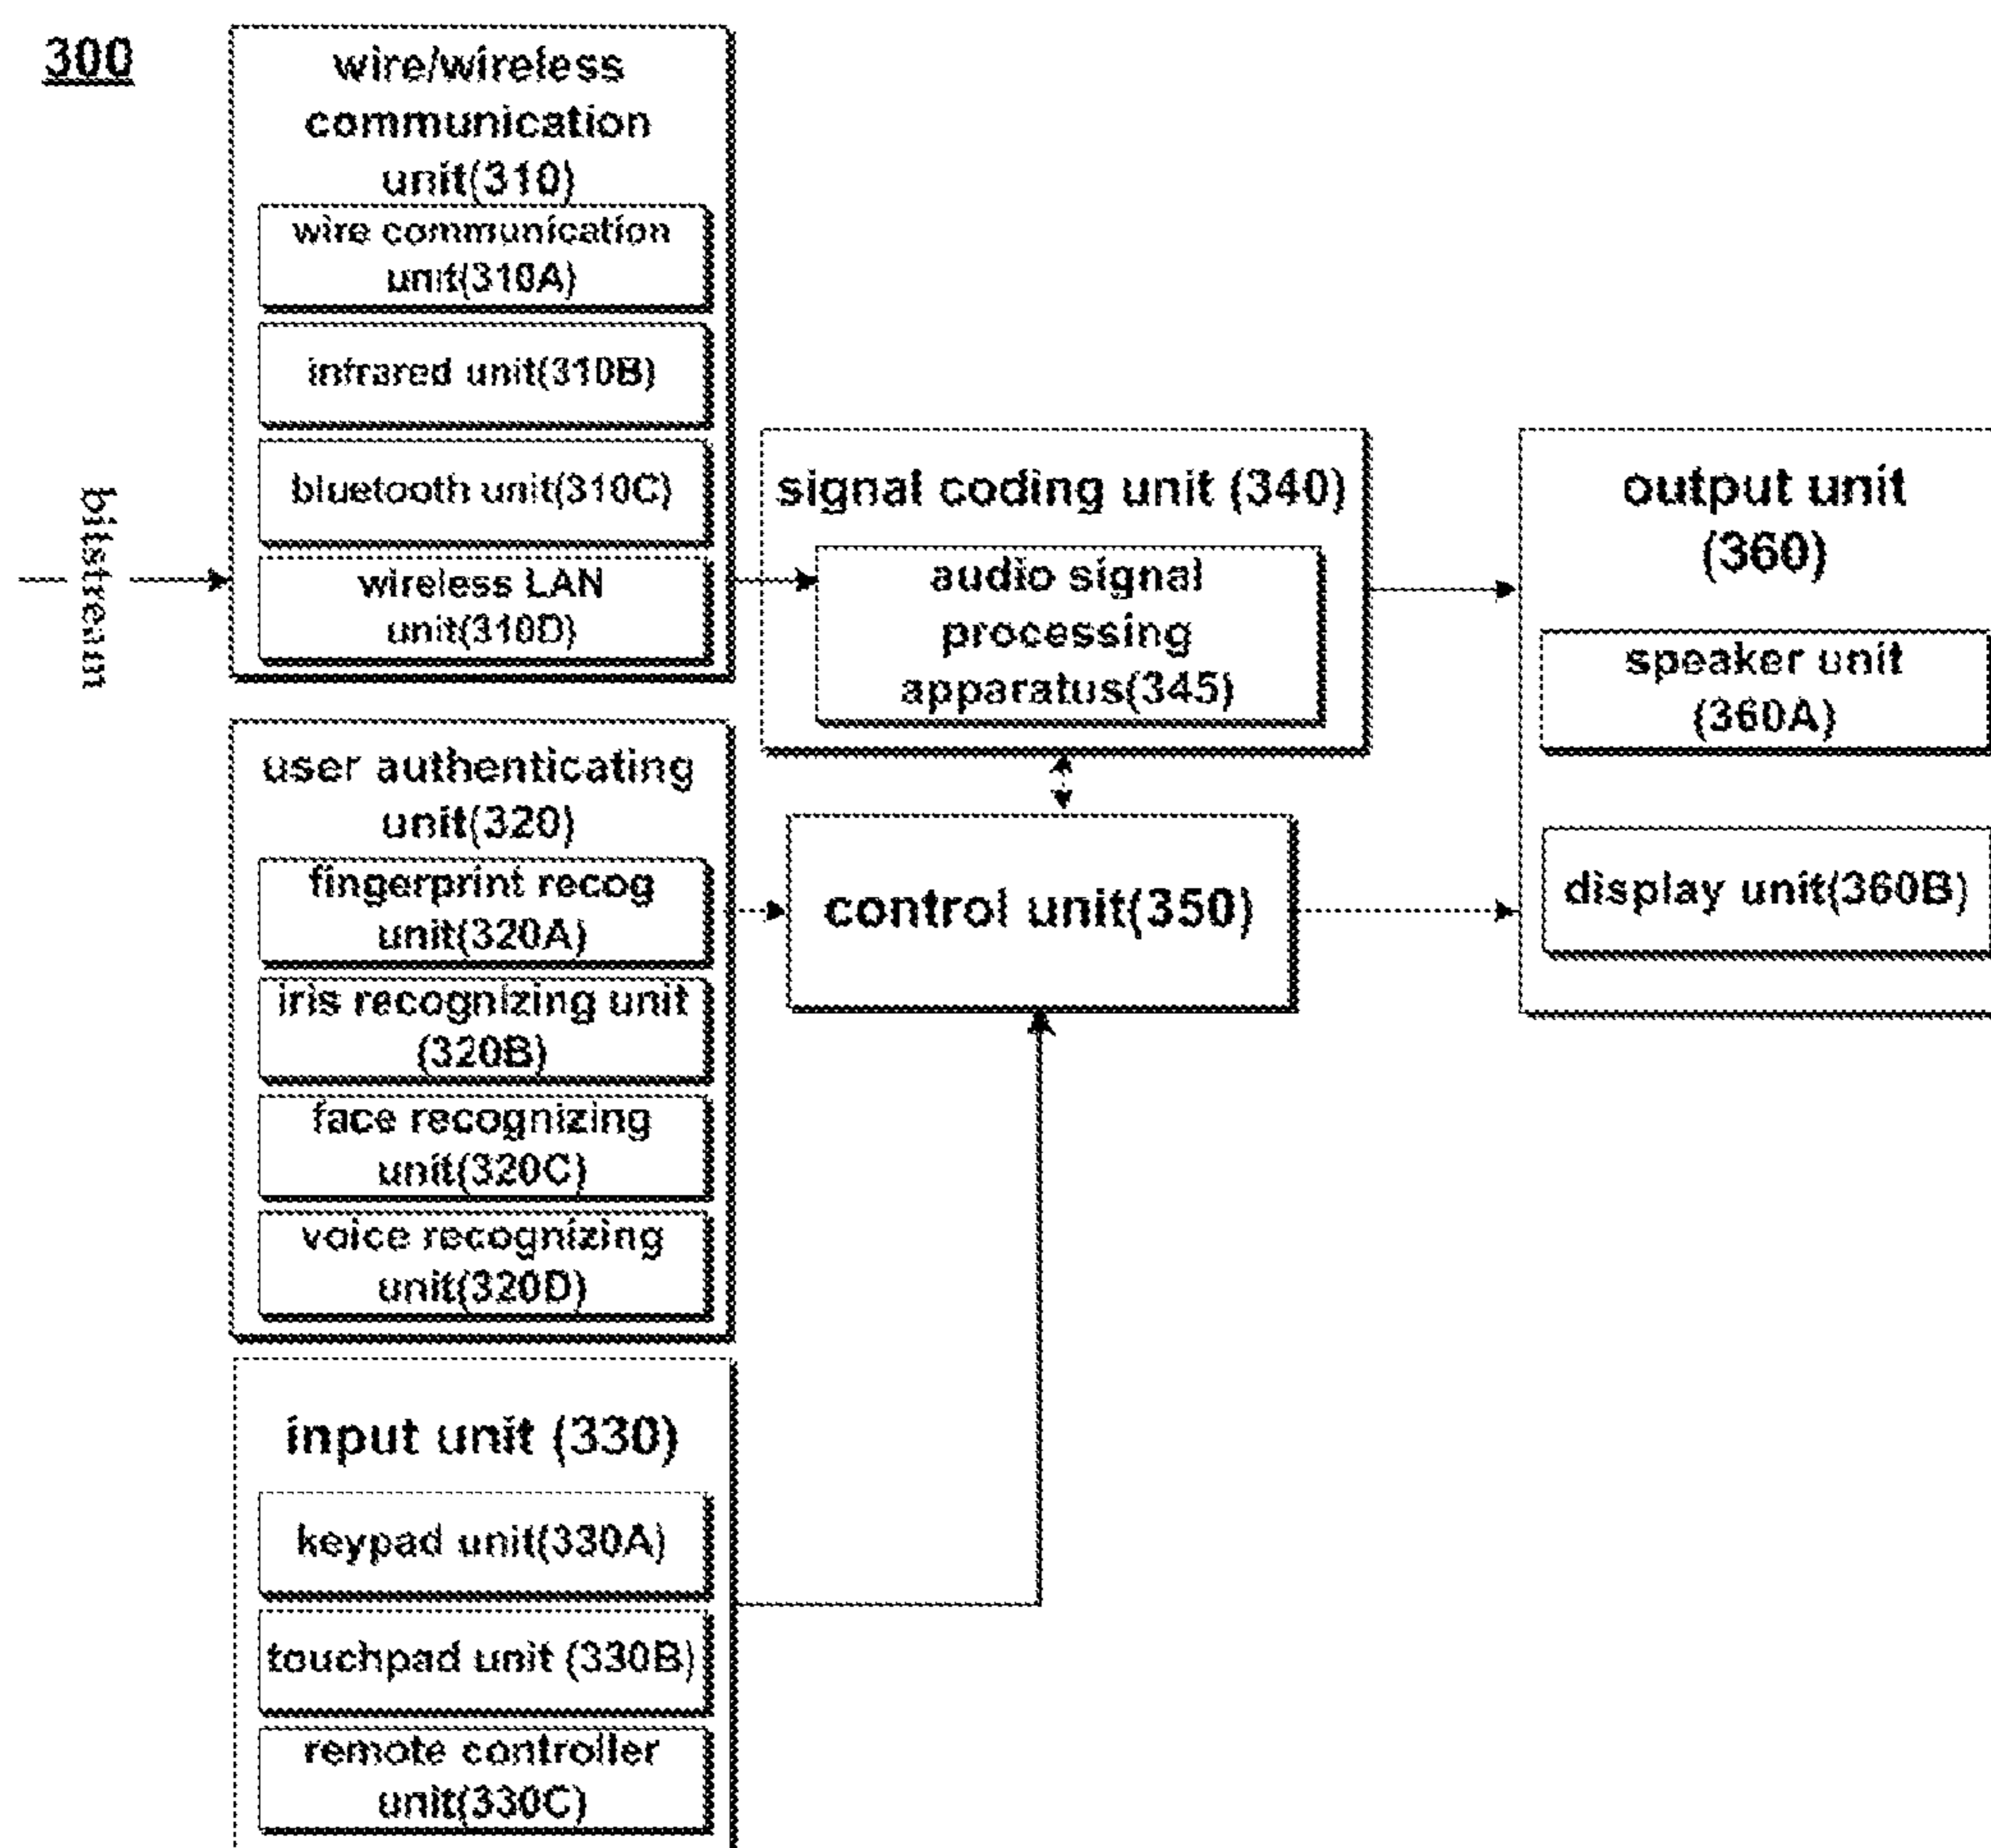 300
wire/wireless
communication
unit(310)
wire communication
unit(310A)
infrared unit(310B)
bluetooth unit(310C)
wireless LAN
unit(310D)
bitstream
signal coding unit (340)
audio signal
processing
apparatus(345)
output unit
(360)
speaker unit
(360A)
display unit(360B)
user authenticating
unit(320)
fingerprint recog
unit(320A)
iris recognizing unit
(320B)
face recognizing
unit(320C)
voice recognizing
unit(320D)
control unit(350)
input unit (330)
keypad unit(330A)
touchpad unit (330B)
remote controller
unit(330C)